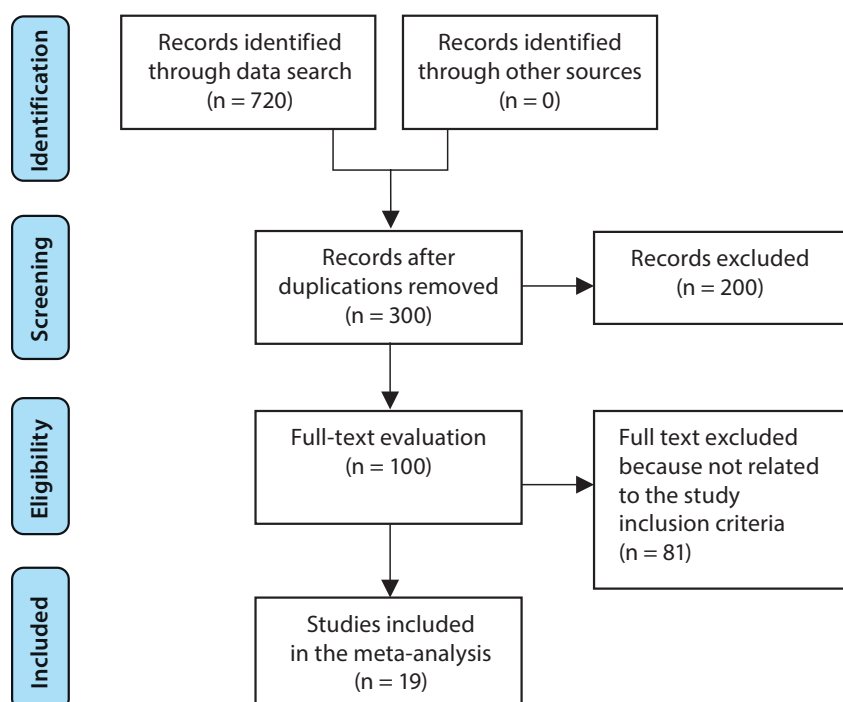 Identification
Records identified
through data search
(n = 720)
Records identified
through other sources
(n = 0)
Screening
Records after
duplications removed
(n = 300)
Records excluded
(n = 200)
Eligibility
Full-text evaluation
(n = 100)
Full text excluded
because not related
to the study
inclusion criteria
(n = 81)
Included
Studies included
in the meta-analysis
(n = 19)